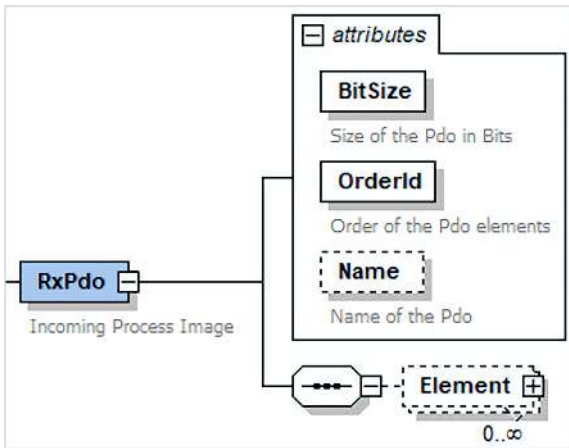 attributes
BitSize
Size of the Pdo in Bits
OrderId
Order of the Pdo elements
Name
Name of the Pdo
RxPdo
Incoming Process Image
Element
0..∞